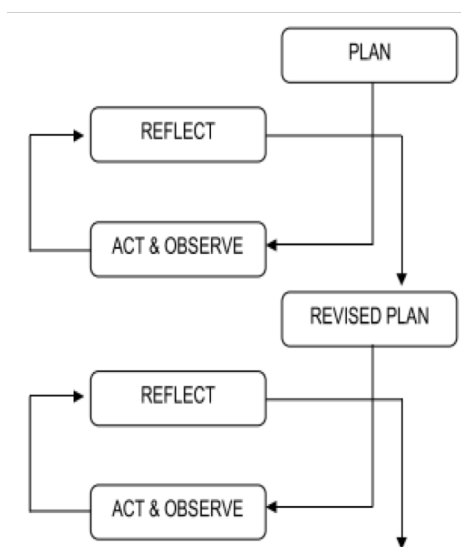 PLAN
REFLECT
ACT & OBSERVE
REVISED PLAN
REFLECT
ACT & OBSERVE